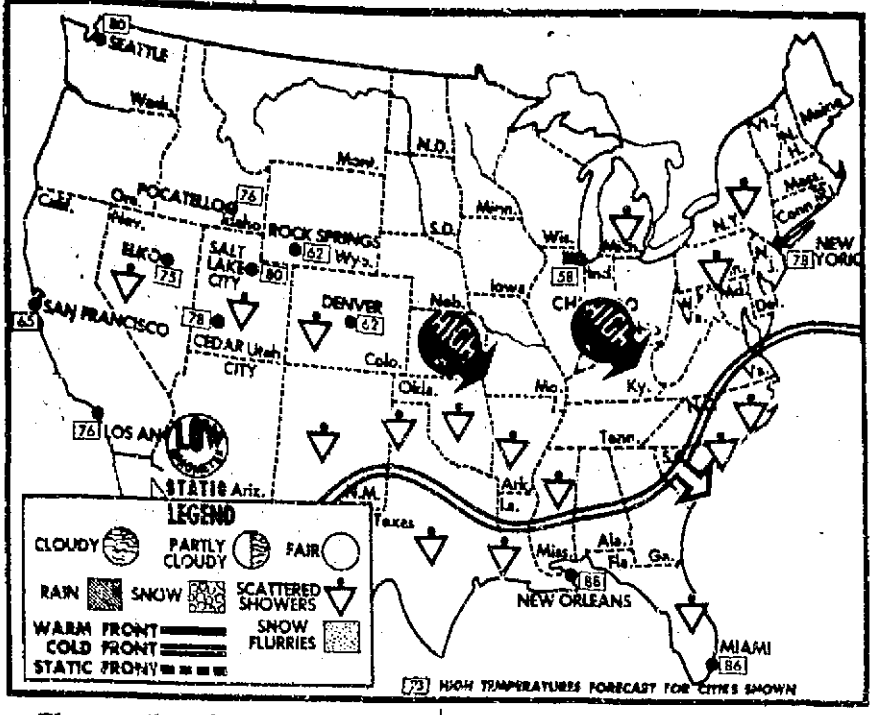 80
SEATTLE
Wash.
Mont.
N.D.
Maine
Vt.
N.
H.
POCATELLO
76
Ore.
Idaho
Calif.
Nev.
S.D.
Minn.
Wis.
Mich.
N.Y.
Mass.
Conn
ROCK SPRINGS
62
Wyo.
ELKO
75
SALT
LAKE
CITY
80
NEW
78
58
Ind.
Iowa
Neb.
N.
J.
Md.
Del.
W.
Va.
DENVER
62
HIGH
HIGH
65
SAN FRANCISCO
78
CEDAR
Utah
CITY
Colo.
Okla.
Mo.
Ky.
Va.
76
LOS AN
LOW
Tenn.
STATIC
Ariz.
N.M.
Texas
Ark.
La.
Miss.
Ala.
Fla.
Ga.
88
NEW ORLEANS
MIAMI
86
LEGEND
CLOUDY
PARTLY
CLOUDY
FAIR
RAIN
SNOW
SCATTERED
SHOWERS
WARM FRONT
COLD FRONT
STATIC FRONT
SNOW
FLURRIES
HIGH TEMPERATURES FORECAST FOR CITIES SHOWN